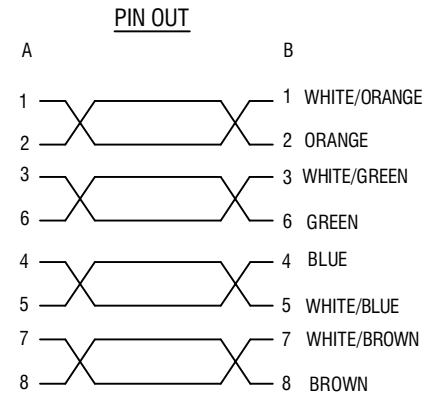 PIN OUT
A B
1 1 WHITE/ORANGE
2 2 ORANGE
3 3 WHITE/GREEN
6 6 GREEN
4 4 BLUE
5 5 WHITE/BLUE
7 7 WHITE/BROWN
8 8 BROWN